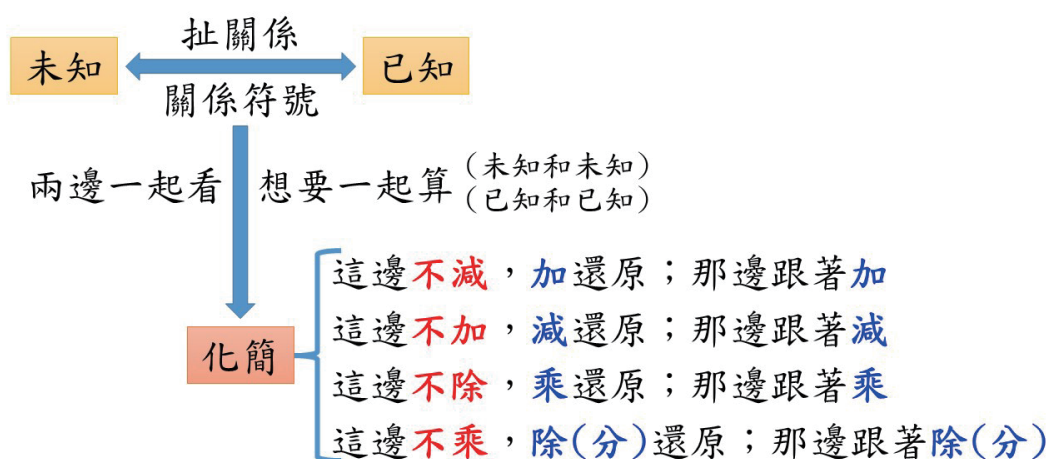 扯關係
未知
已知
關係符號
兩邊一起看
想要一起算
(未知和未知)
(已知和已知)
化簡
這邊不減，加還原；那邊跟著加
這邊不加，減還原；那邊跟著減
這邊不除，乘還原；那邊跟著乘
這邊不乘，除(分)還原；那邊跟著除(分)